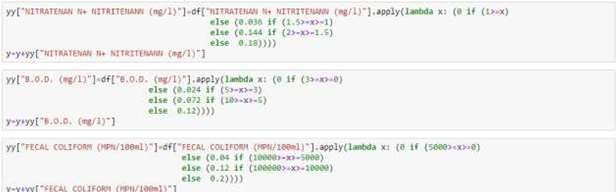 yy["NITRATENAN N+ NITRITENANN (mg/l)"]=df["NITRATENAN N+ NITRITENANN (mg/l)"].apply(lambda x: (0 if (1>=x)
else (0.036 if (1.5>=x>=1)
else (0.144 if (2>=x>=1.5)
else 0.18))))
y=y+yy["NITRATENAN N+ NITRITENANN (mg/l)"]
yy["B.O.D. (mg/l)"]=df["B.O.D. (mg/l)"].apply(lambda x: (0 if (3>=x>=0)
else (0.024 if (5>=x>=3)
else (0.072 if (10>=x>=5)
else 0.12))))
y=y+yy["B.O.D. (mg/l)"]
yy["FECAL COLIFORM (MPN/100ml)"]=df["FECAL COLIFORM (MPN/100ml)"].apply(lambda x: (0 if (5000>=x>=0)
else (0.04 if (10000>=x>=5000)
else (0.12 if (100000>=x>=10000)
else 0.2))))
y=y+yy["FECAL COLIFORM (MPN/100ml)"]